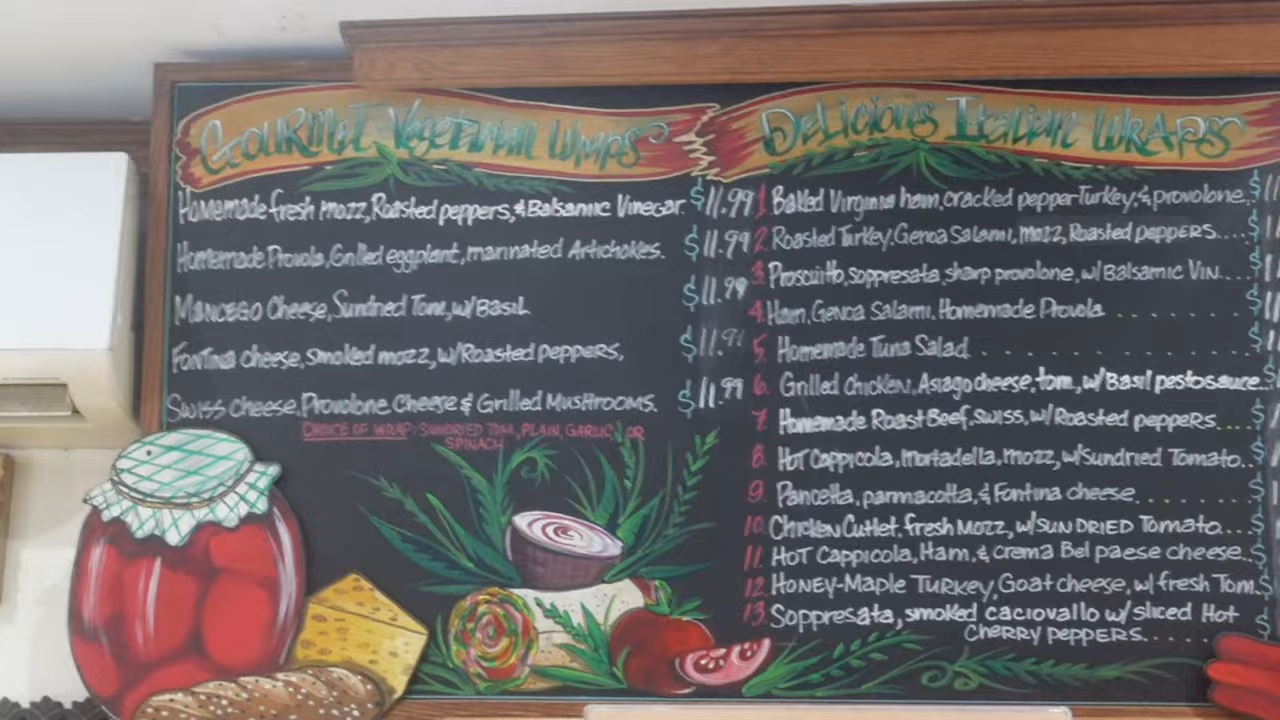 Gourmet Vegetarian Wraps
Homemade fresh mozz, Roasted peppers, & Balsamic Vinegar. $11.99
Homemade Provola, Grilled eggplant, marinated Artichokes. $11.99
Mancego Cheese, Sundried Tom, w/Basil $11.99
Fontina cheese, smoked mozz, w/Roasted peppers, $11.99
Swiss cheese, Provolone Cheese & Grilled Mushrooms. $11.99
CHOICE OF WRAP: SUNDRIED TOM, PLAIN, GARLIC, OR
SPINACH
Delicious Italian Wraps
1. Baked Virginia ham, cracked pepper Turkey, & provolone. $
2. Roasted Turkey, Genoa Salami, mozz, Roasted peppers.... $
3. Proscuitto, soppresata, sharp provolone, w/ Balsamic Vin.... $
4. Ham, Genoa Salami, Homemade Provola . . . . . . . . $
5. Homemade Tuna Salad . . . . . . . . . . . . . . . $
6. Grilled chicken, Asiago cheese, tom, w/ Basil pesto sauce... $
7. Homemade Roast Beef, swiss, w/ Roasted peppers... $
8. Hot Cappicola, mortadella, mozz, w/Sundried Tomato.. $
9. Pancetta, parmacotta, & Fontina cheese . . . . . . . $
10. Chicken Cutlet, fresh mozz, w/SUNDRIED Tomato.... $
11. Hot Cappicola, Ham, & crema Bel paese cheese.. $
12. Honey-Maple Turkey, Goat cheese, w/ fresh Tom. $
13. Soppresata, smoked caciovallo w/ sliced Hot
Cherry peppers..... $